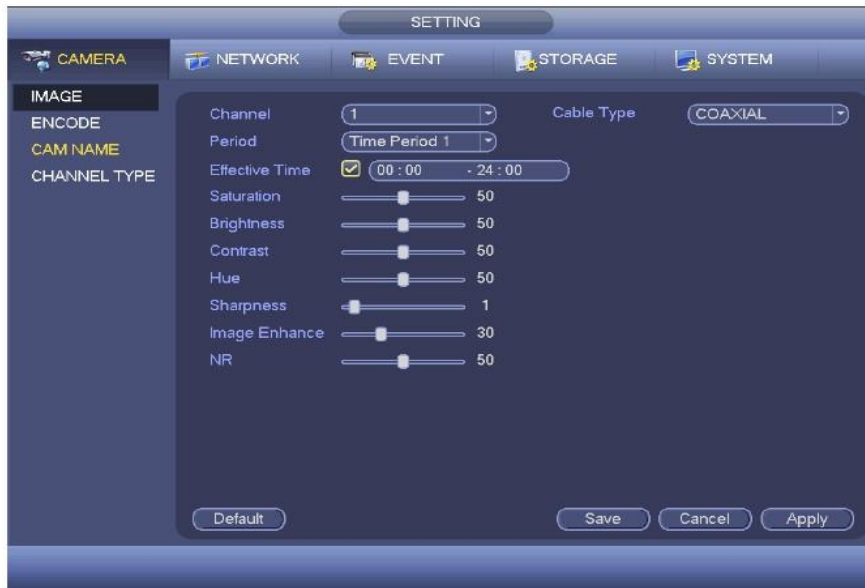 SETTING
CAMERA NETWORK EVENT STORAGE SYSTEM
IMAGE
ENCODE
CAM NAME
CHANNEL TYPE
Channel 1 Cable Type COAXIAL
Period Time Period 1
Effective Time 00 : 00 - 24 : 00
Saturation 50
Brightness 50
Contrast 50
Hue 50
Sharpness 1
Image Enhance 30
NR 50
Default Save Cancel Apply